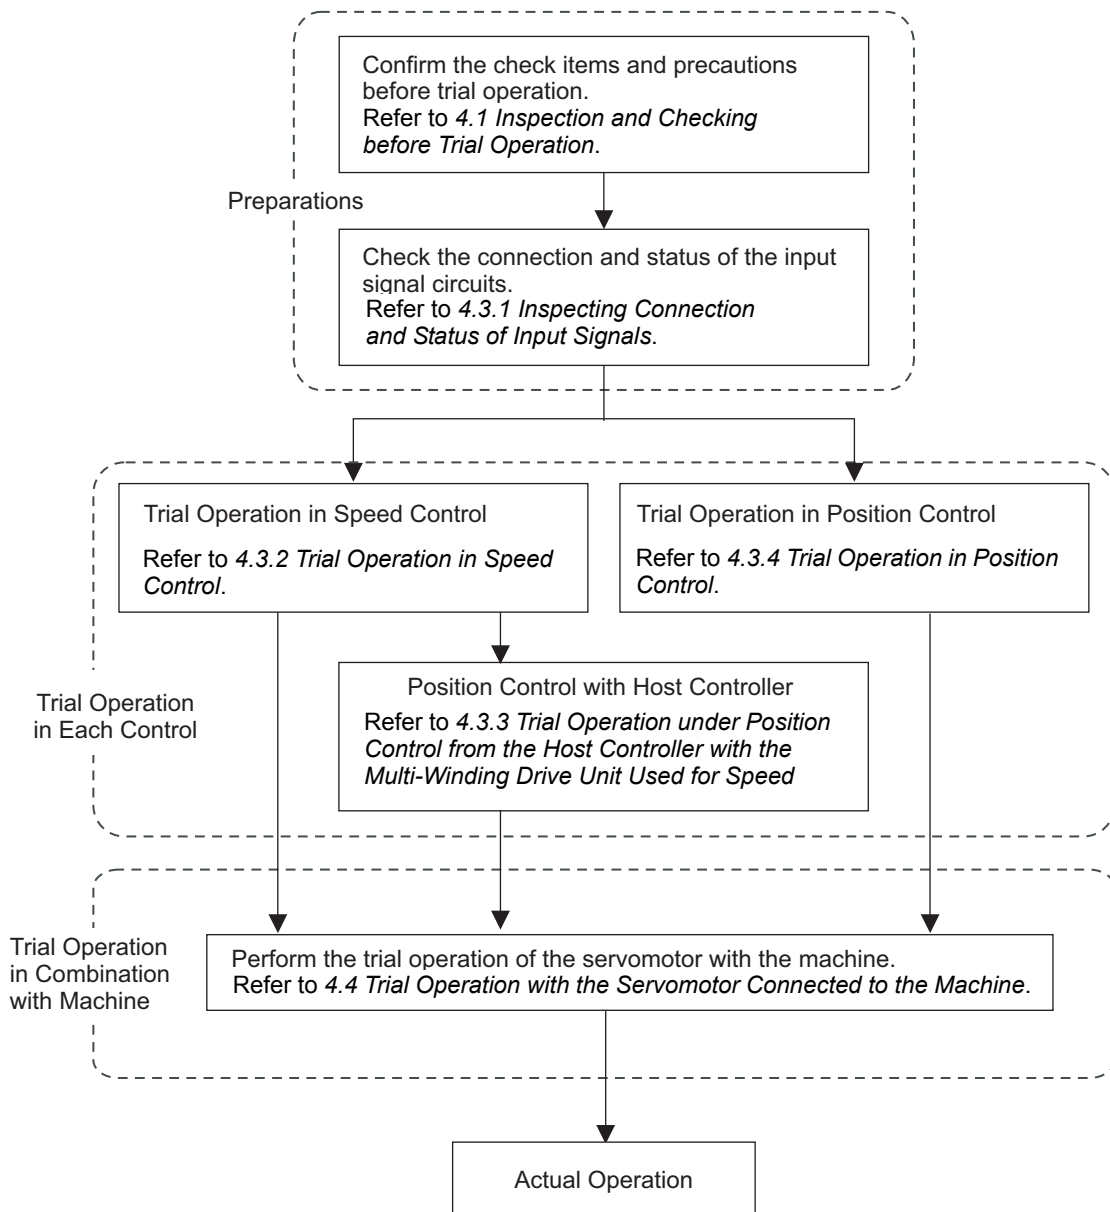 Confirm the check items and precautions
before trial operation.
Refer to 4.1 Inspection and Checking
before Trial Operation.
Preparations
Check the connection and status of the input
signal circuits.
Refer to 4.3.1 Inspecting Connection
and Status of Input Signals.
Trial Operation in Speed Control
Refer to 4.3.2 Trial Operation in Speed
Control.
Trial Operation in Position Control
Refer to 4.3.4 Trial Operation in Position
Control.
Trial Operation
in Each Control
Position Control with Host Controller
Refer to 4.3.3 Trial Operation under Position
Control from the Host Controller with the
Multi-Winding Drive Unit Used for Speed
Trial Operation
in Combination
with Machine
Perform the trial operation of the servomotor with the machine.
Refer to 4.4 Trial Operation with the Servomotor Connected to the Machine.
Actual Operation